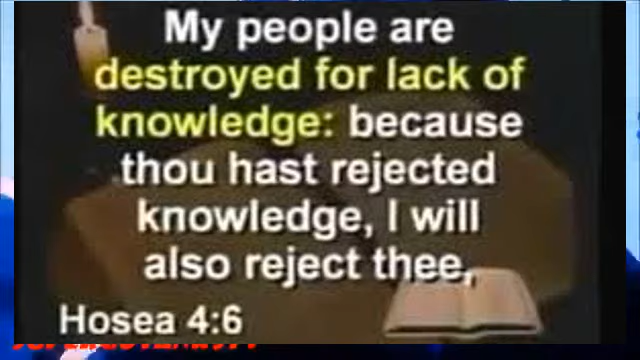 My people are
destroyed for lack of
knowledge: because
thou hast rejected
knowledge, I will
also reject thee,
Hosea 4:6